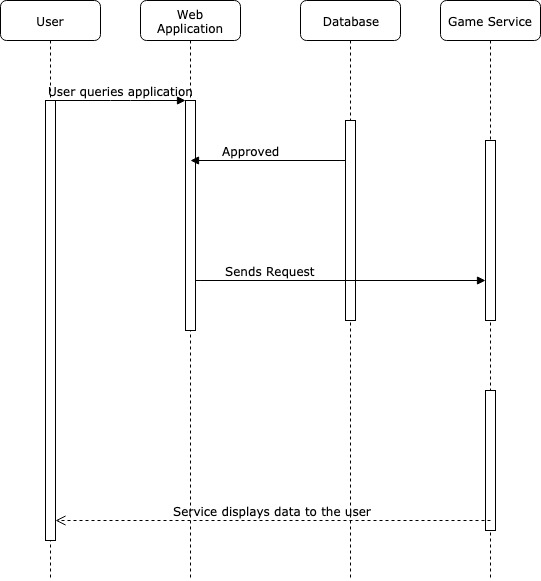 User
Web
Application
Database
Game Service
User queries application
Approved
Sends Request
Service displays data to the user